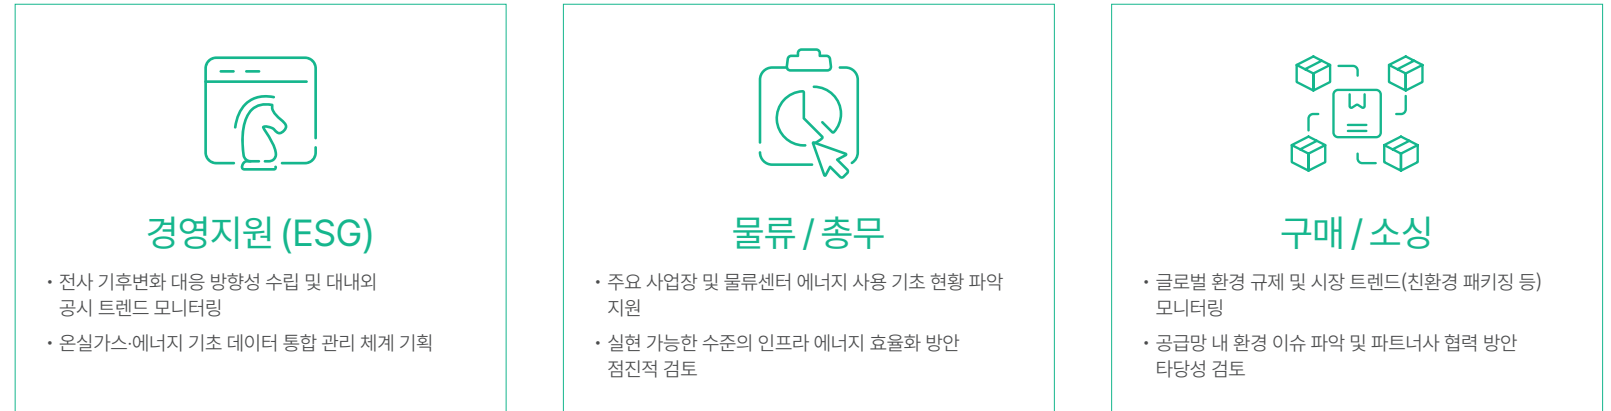 경영지원 (ESG)
• 전사 기후변화 대응 방향성 수립 및 대내외
공시 트렌드 모니터링
• 온실가스·에너지 기초 데이터 통합 관리 체계 기획
물류 / 총무
• 주요 사업장 및 물류센터 에너지 사용 기초 현황 파악
지원
• 실현 가능한 수준의 인프라 에너지 효율화 방안
점진적 검토
구매 / 소싱
• 글로벌 환경 규제 및 시장 트렌드(친환경 패키징 등)
모니터링
• 공급망 내 환경 이슈 파악 및 파트너사 협력 방안
타당성 검토